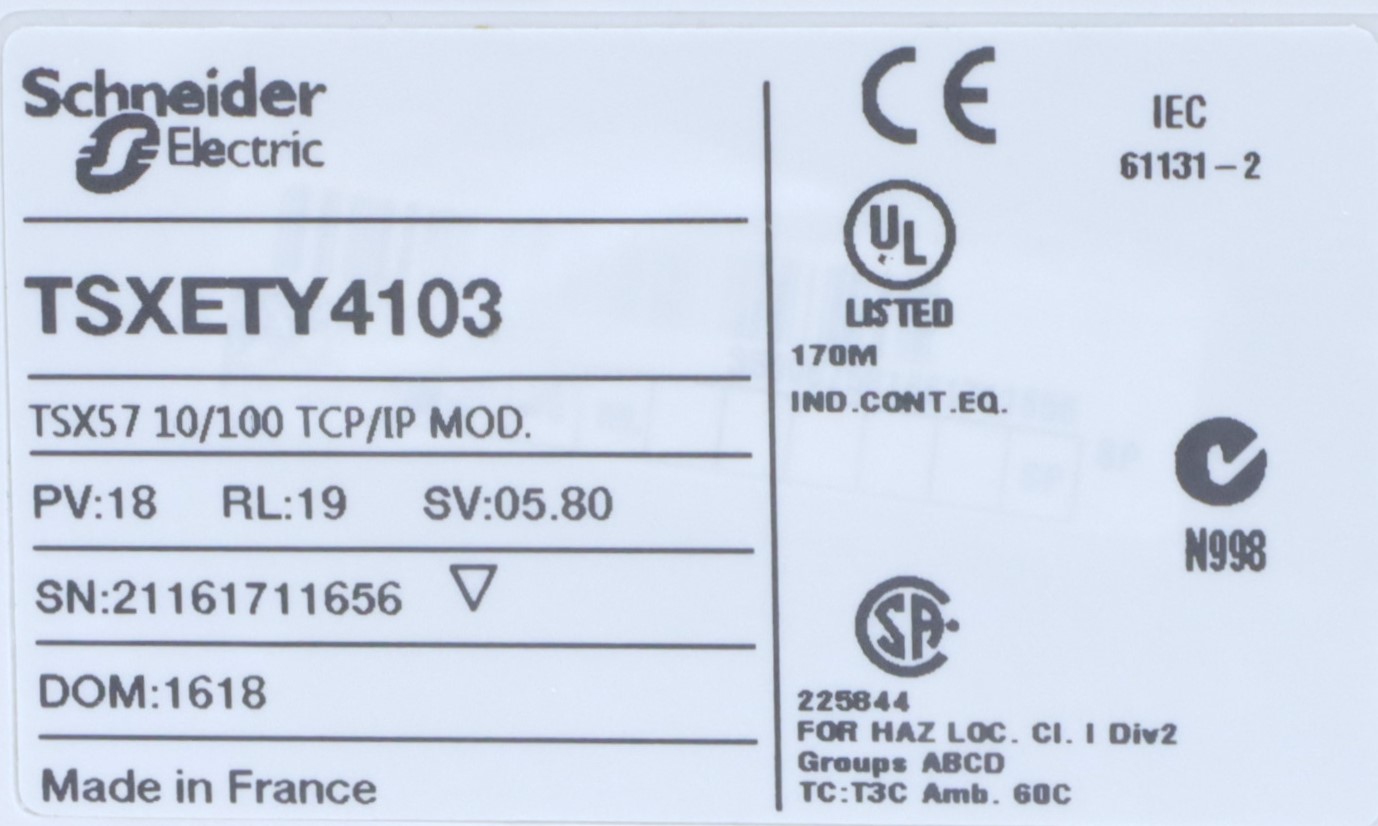 Schneider
Electric
TSXETY4103
TSX57 10/100 TCP/IP MOD.
PV:18 RL:19 SV:05.80
SN:21161711656
DOM:1618
Made in France
CE
IEC
61131-2
UL
LISTED
170M
IND.CONT.EQ.
N998
SA
225844
FOR HAZ LOC. Cl. I Div2
Groups ABCD
TC:T3C Amb. 60C